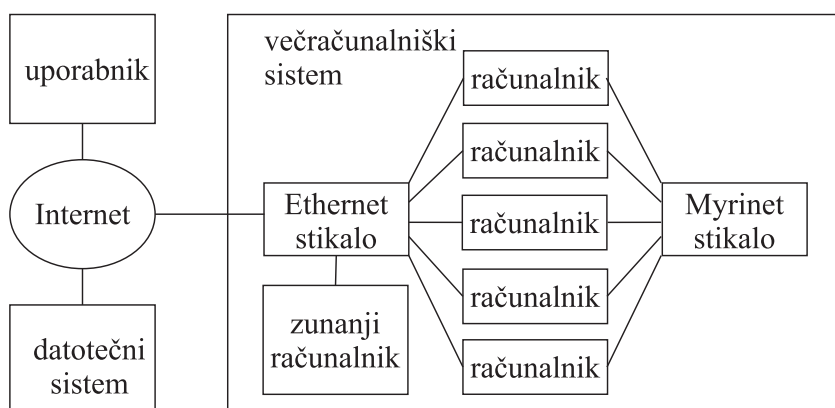 uporabnik
Internet
datotečni
sistem
večračunalniški
sistem
Ethernet
stikalo
zunanji
računalnik
računalnik
računalnik
računalnik
računalnik
računalnik
Myrinet
stikalo